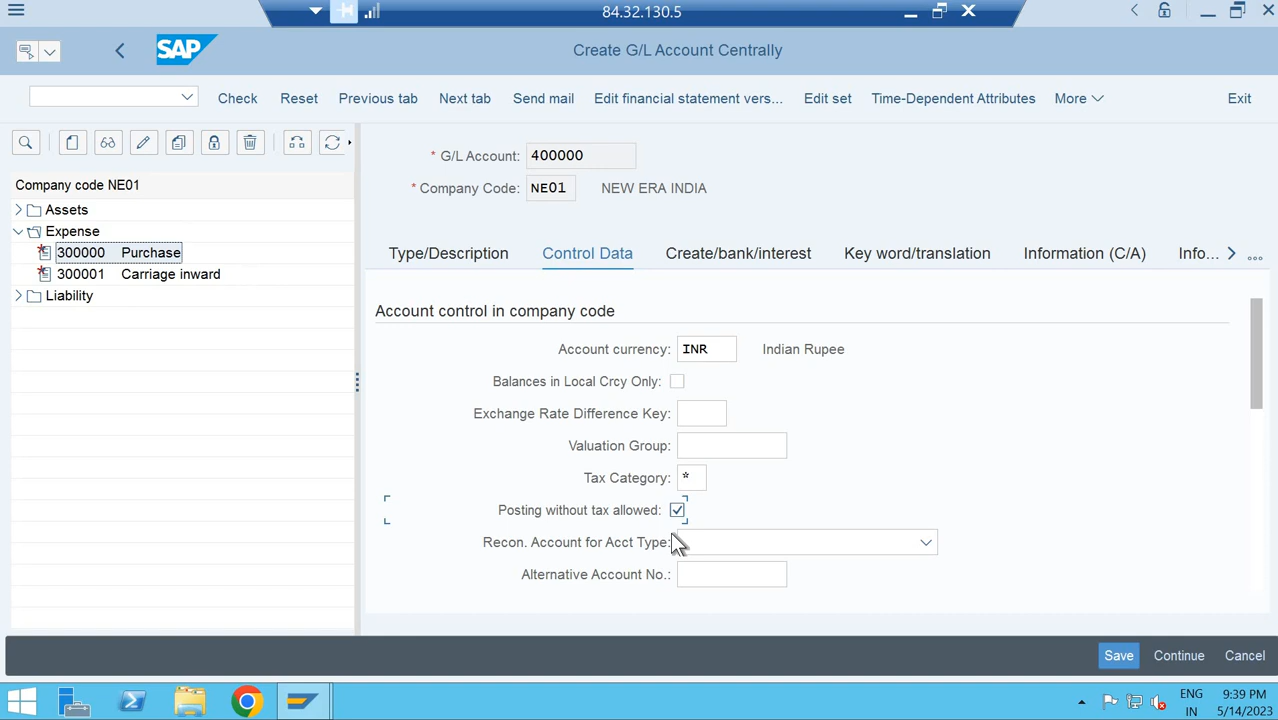 84.32.130.5
SAP
Create G/L Account Centrally
Check Reset Previous tab Next tab Send mail Edit financial statement vers... Edit set Time-Dependent Attributes More Exit
* G/L Account: 400000
* Company Code: NE01 NEW ERA INDIA
Company code NE01
Assets
Expense
300000 Purchase
300001 Carriage inward
Liability
Type/Description Control Data Create/bank/interest Key word/translation Information (C/A) Info... ...
Account control in company code
Account currency: INR Indian Rupee
Balances in Local Crcy Only:
Exchange Rate Difference Key:
Valuation Group:
Tax Category: *
Posting without tax allowed:
Recon. Account for Acct Type:
Alternative Account No.:
Save Continue Cancel
ENG 9:39 PM
IN 5/14/2023